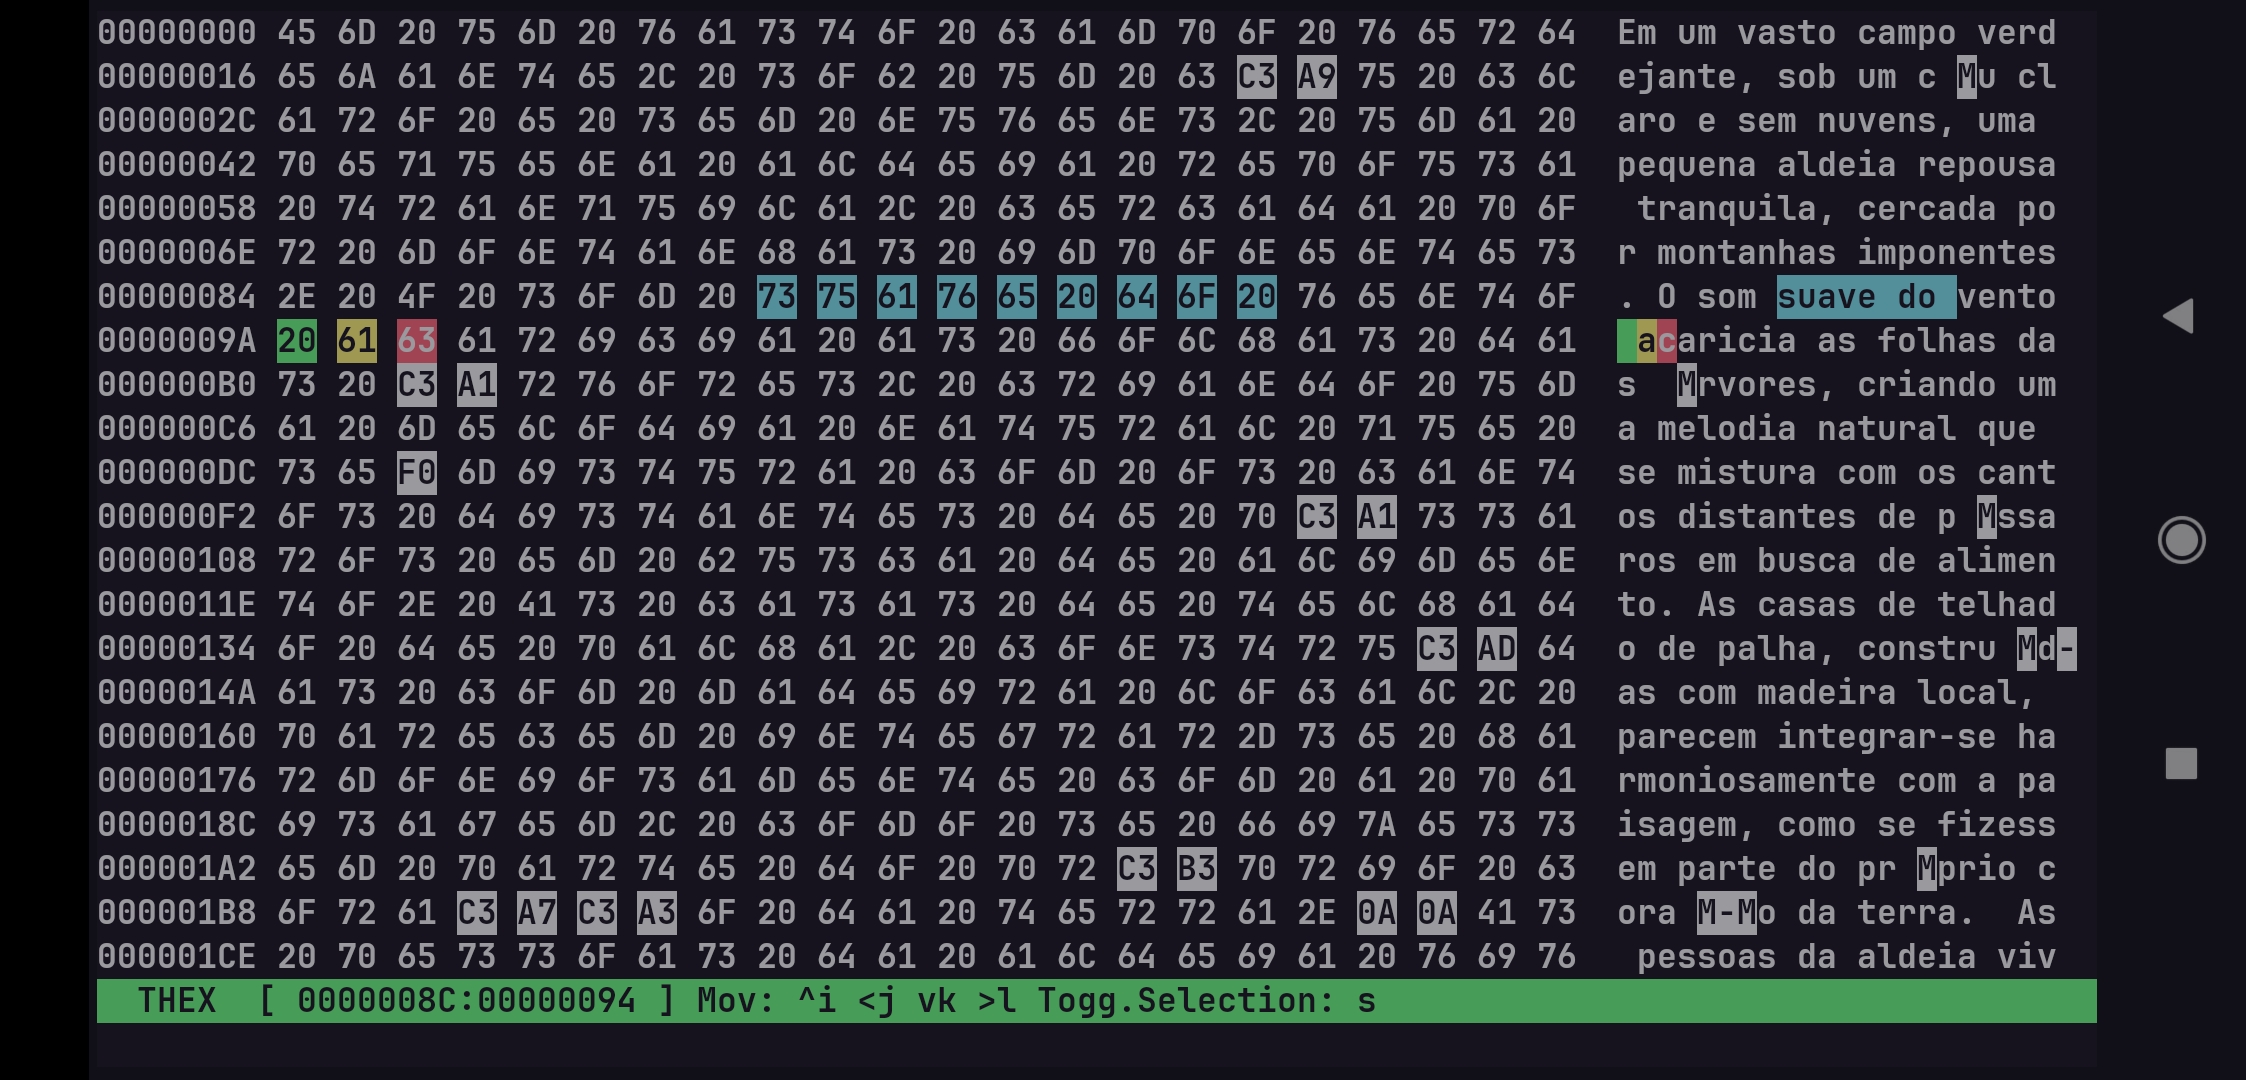 00000000 45 6D 20 75 6D 20 76 61 73 74 6F 20 63 61 6D 70 6F 20 76 65 72 64  Em um vasto campo verd
00000016 65 6A 61 6E 74 65 2C 20 73 6F 62 20 75 6D 20 63 C3 A9 75 20 63 6C  ejante, sob um c Mu cl
0000002C 61 72 6F 20 65 20 73 65 6D 20 6E 75 76 65 6E 73 2C 20 75 6D 61 20  aro e sem nuvens, uma
00000042 70 65 71 75 65 6E 61 20 61 6C 64 65 69 61 20 72 65 70 6F 75 73 61  pequena aldeia repousa
00000058 20 74 72 61 6E 71 75 69 6C 61 2C 20 63 65 72 63 61 64 61 20 70 6F   tranquila, cercada po
0000006E 72 20 6D 6F 6E 74 61 6E 68 61 73 20 69 6D 70 6F 6E 65 6E 74 65 73  r montanhas imponentes
00000084 2E 20 4F 20 73 6F 6D 20 73 75 61 76 65 20 64 6F 20 76 65 6E 74 6F  . O som suave do vento
0000009A 20 61 63 61 72 69 63 69 61 20 61 73 20 66 6F 6C 68 61 73 20 64 61   acaricia as folhas da
000000B0 73 20 C3 A1 72 76 6F 72 65 73 2C 20 63 72 69 61 6E 64 6F 20 75 6D  s  Mrvores, criando um
000000C6 61 20 6D 65 6C 6F 64 69 61 20 6E 61 74 75 72 61 6C 20 71 75 65 20  a melodia natural que
000000DC 73 65 F0 6D 69 73 74 75 72 61 20 63 6F 6D 20 6F 73 20 63 61 6E 74  se mistura com os cant
000000F2 6F 73 20 64 69 73 74 61 6E 74 65 73 20 64 65 20 70 C3 A1 73 73 61  os distantes de p Mssa
00000108 72 6F 73 20 65 6D 20 62 75 73 63 61 20 64 65 20 61 6C 69 6D 65 6E  ros em busca de alimen
0000011E 74 6F 2E 20 41 73 20 63 61 73 61 73 20 64 65 20 74 65 6C 68 61 64  to. As casas de telhad
00000134 6F 20 64 65 20 70 61 6C 68 61 2C 20 63 6F 6E 73 74 72 75 C3 AD 64  o de palha, constru Md-
0000014A 61 73 20 63 6F 6D 20 6D 61 64 65 69 72 61 20 6C 6F 63 61 6C 2C 20  as com madeira local,
00000160 70 61 72 65 63 65 6D 20 69 6E 74 65 67 72 61 72 2D 73 65 20 68 61  parecem integrar-se ha
00000176 72 6D 6F 6E 69 6F 73 61 6D 65 6E 74 65 20 63 6F 6D 20 61 20 70 61  rmoniosamente com a pa
0000018C 69 73 61 67 65 6D 2C 20 63 6F 6D 6F 20 73 65 20 66 69 7A 65 73 73  isagem, como se fizess
000001A2 65 6D 20 70 61 72 74 65 20 64 6F 20 70 72 C3 B3 70 72 69 6F 20 63  em parte do pr Mprio c
000001B8 6F 72 61 C3 A7 C3 A3 6F 20 64 61 20 74 65 72 72 61 2E 0A 0A 41 73  ora M-Mo da terra.  As
000001CE 20 70 65 73 73 6F 61 73 20 64 61 20 61 6C 64 65 69 61 20 76 69 76   pessoas da aldeia viv
THEX [ 0000008C:00000094 ] Mov: ^i <j vk >l Togg.Selection: s